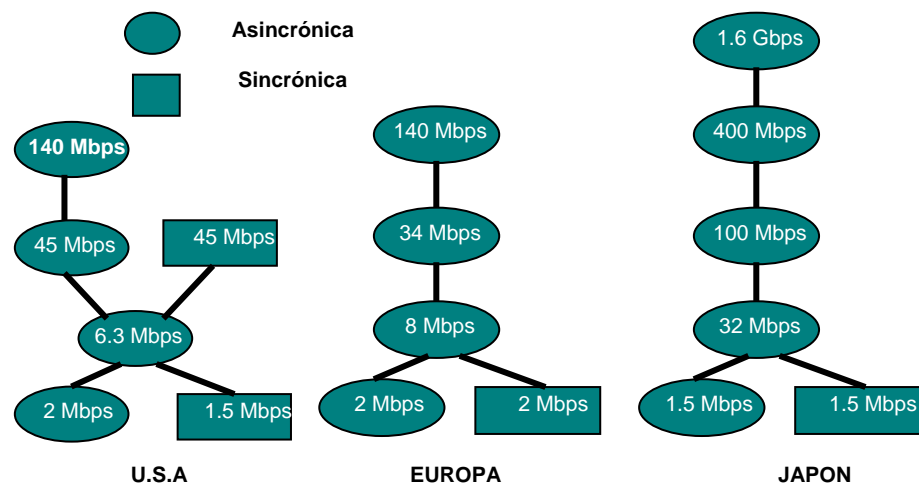 Asincrónica
Sincrónica
140 Mbps
45 Mbps
45 Mbps
6.3 Mbps
2 Mbps
1.5 Mbps
U.S.A
140 Mbps
34 Mbps
8 Mbps
2 Mbps
2 Mbps
EUROPA
1.6 Gbps
400 Mbps
100 Mbps
32 Mbps
1.5 Mbps
1.5 Mbps
JAPON